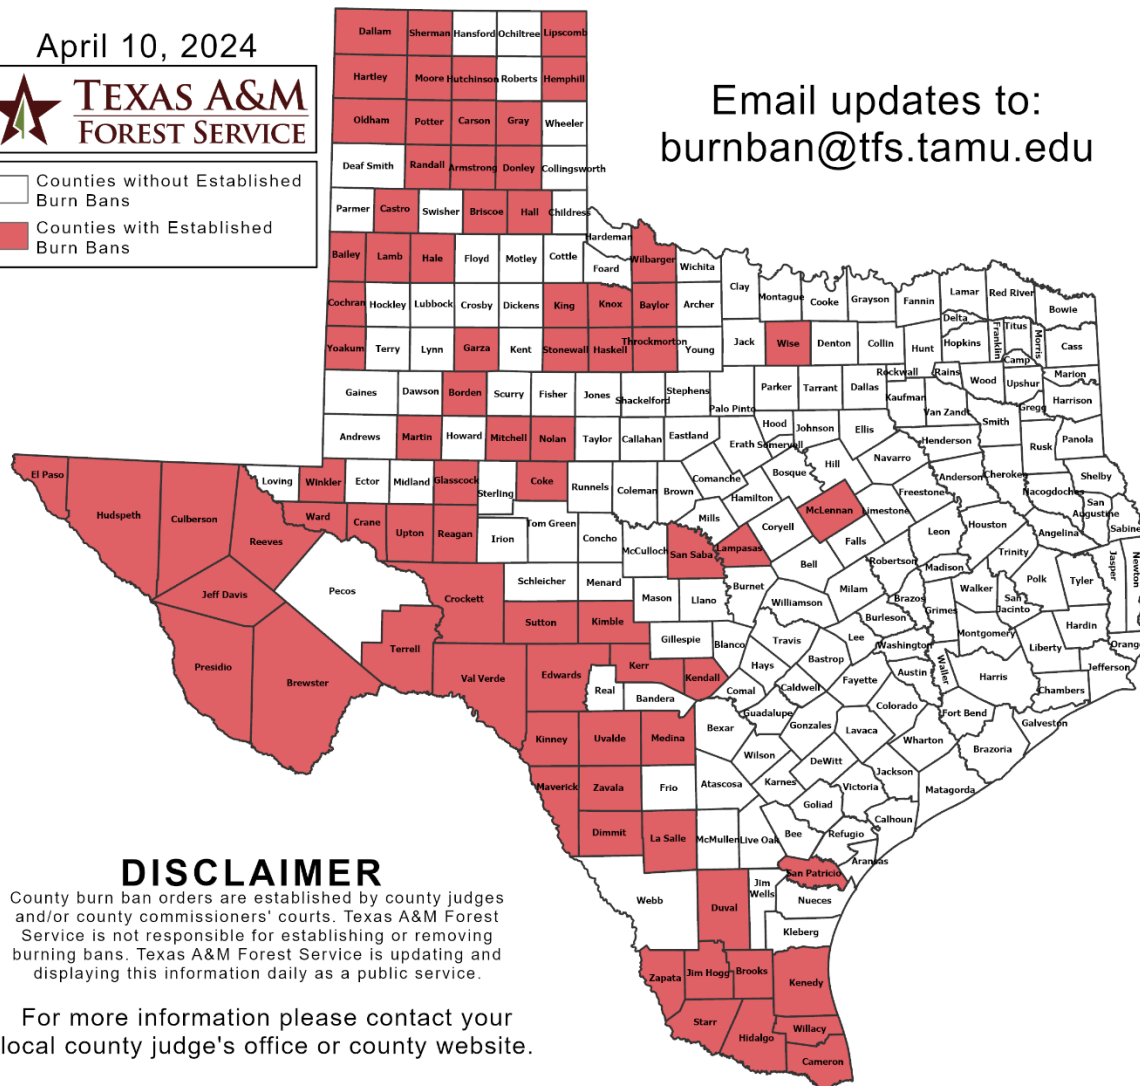 April 10, 2024
TEXAS A&M
FOREST SERVICE
Counties without Established
Burn Bans
Counties with Established
Burn Bans
Email updates to:
burnban@tfs.tamu.edu
Dallam Sherman Hansford Ochiltree Lipscomb
Hartley Moore Hutchinson Roberts Hemphill
Oldham Potter Carson Gray Wheeler
Deaf Smith Randall Armstrong Donley Collingsworth
Parmer Castro Swisher Briscoe Hall Childress
Hardeman
Bailey Lamb Hale Floyd Motley Cottle Foard Wilbarger Wichita
Clay Montague Cooke Grayson Fannin Lamar Red River Bowie
Cochran Hockley Lubbock Crosby Dickens King Knox Baylor Archer
Delta Franklin Titus Morris
Yoakum Terry Lynn Garza Kent Stonewall Haskell Throckmorton Young Jack Wise Denton Collin Hunt Hopkins Camp Cass
Rockwall Rains Wood Upshur Marion
Gaines Dawson Borden Scurry Fisher Jones Shackelford Stephens Palo Pinto Parker Tarrant Dallas Kaufman Van Zandt Smith Gregg Harrison
Andrews Martin Howard Mitchell Nolan Taylor Callahan Eastland Erath Hood Somervell Johnson Ellis Henderson Rusk Panola
El Paso Hudspeth Culberson Loving Winkler Ector Midland Glasscock Sterling Coke Runnels Coleman Brown Comanche Hamilton Bosque Hill Navarro Freestone Anderson Cherokee Nacogdoches Shelby
San
Augustine
Sabine
Reeves Ward Crane Upton Reagan Irion Tom Green Concho McCulloch San Saba Mills Lampasas Coryell McLennan Limestone Falls Leon Houston Angelina
Trinity Polk Tyler Jasper Newton
Jeff Davis Pecos Crockett Schleicher Menard Mason Llano Burnet Bell Milam Robertson Madison Walker
San
Jacinto
Brazos Grimes Burleson Williamson Montgomery Hardin Orange
Presidio Brewster Terrell Sutton Kimble Gillespie Blanco Travis Lee Washington Waller Liberty Jefferson
Val Verde Edwards Kerr Kendall Real Bandera Comal Hays Bastrop Caldwell Fayette Austin Harris Chambers
Kinney Uvalde Medina Bexar Guadalupe Gonzales Lavaca Colorado Fort Bend Galveston
Wharton Brazoria
Maverick Zavala Frio Atascosa Wilson Karnes DeWitt Jackson Matagorda
Victoria Goliad Calhoun
Dimmit La Salle McMullen Live Oak Bee Refugio Aransas
San Patricio
Webb Duval
Jim
Wells
Nueces
Kleberg
Zapata Jim Hogg Brooks Kenedy
Starr Hidalgo Willacy
Cameron
DISCLAIMER
County burn ban orders are established by county judges
and/or county commissioners' courts. Texas A&M Forest
Service is not responsible for establishing or removing
burning bans. Texas A&M Forest Service is updating and
displaying this information daily as a public service.
For more information please contact your
local county judge's office or county website.